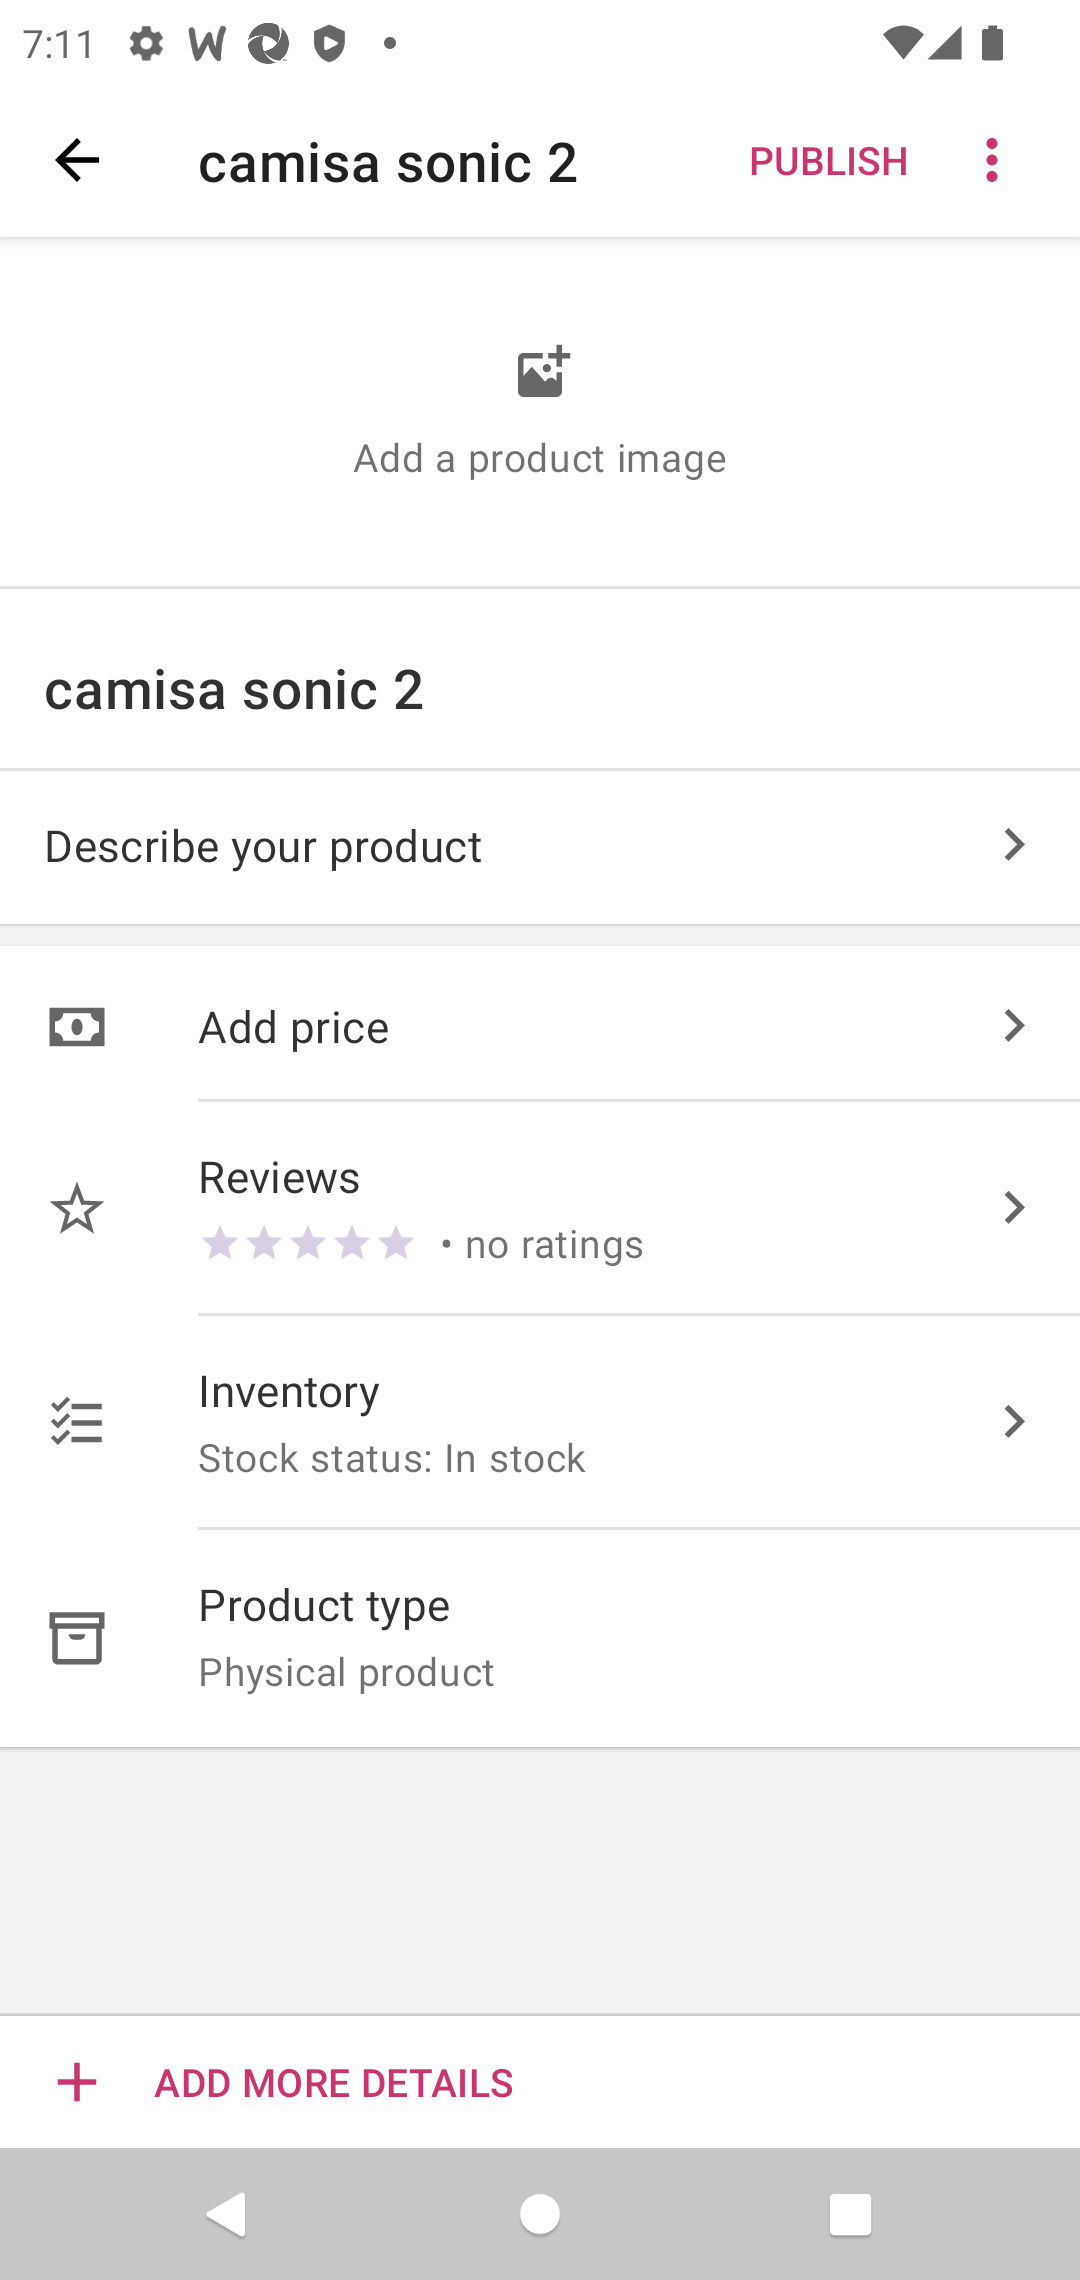 7:11
camisa sonic 2
PUBLISH
Add a product image
camisa sonic 2
Describe your product
Add price
Reviews
• no ratings
Inventory
Stock status: In stock
Product type
Physical product
ADD MORE DETAILS